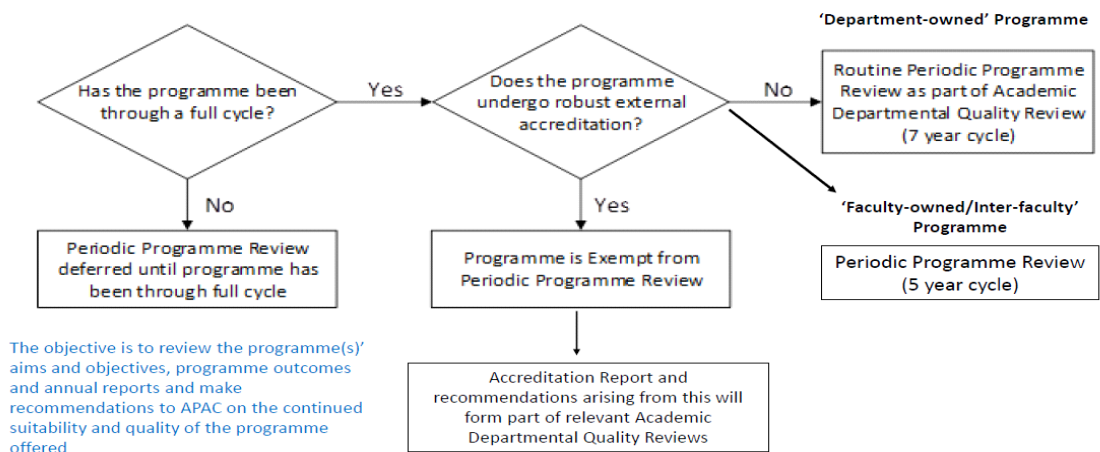 Has the programme been
through a full cycle?
Yes
Does the programme
undergo robust external
accreditation?
No
‘Department-owned’ Programme
Routine Periodic Programme
Review as part of Academic
Departmental Quality Review
(7 year cycle)
‘Faculty-owned/Inter-faculty’
Programme
Periodic Programme Review
(5 year cycle)
No
Periodic Programme Review
deferred until programme has
been through full cycle
Yes
Programme is Exempt from
Periodic Programme Review
Accreditation Report and
recommendations arising from this will
form part of relevant Academic
Departmental Quality Reviews
The objective is to review the programme(s)’
aims and objectives, programme outcomes
and annual reports and make
recommendations to APAC on the continued
suitability and quality of the programme
offered